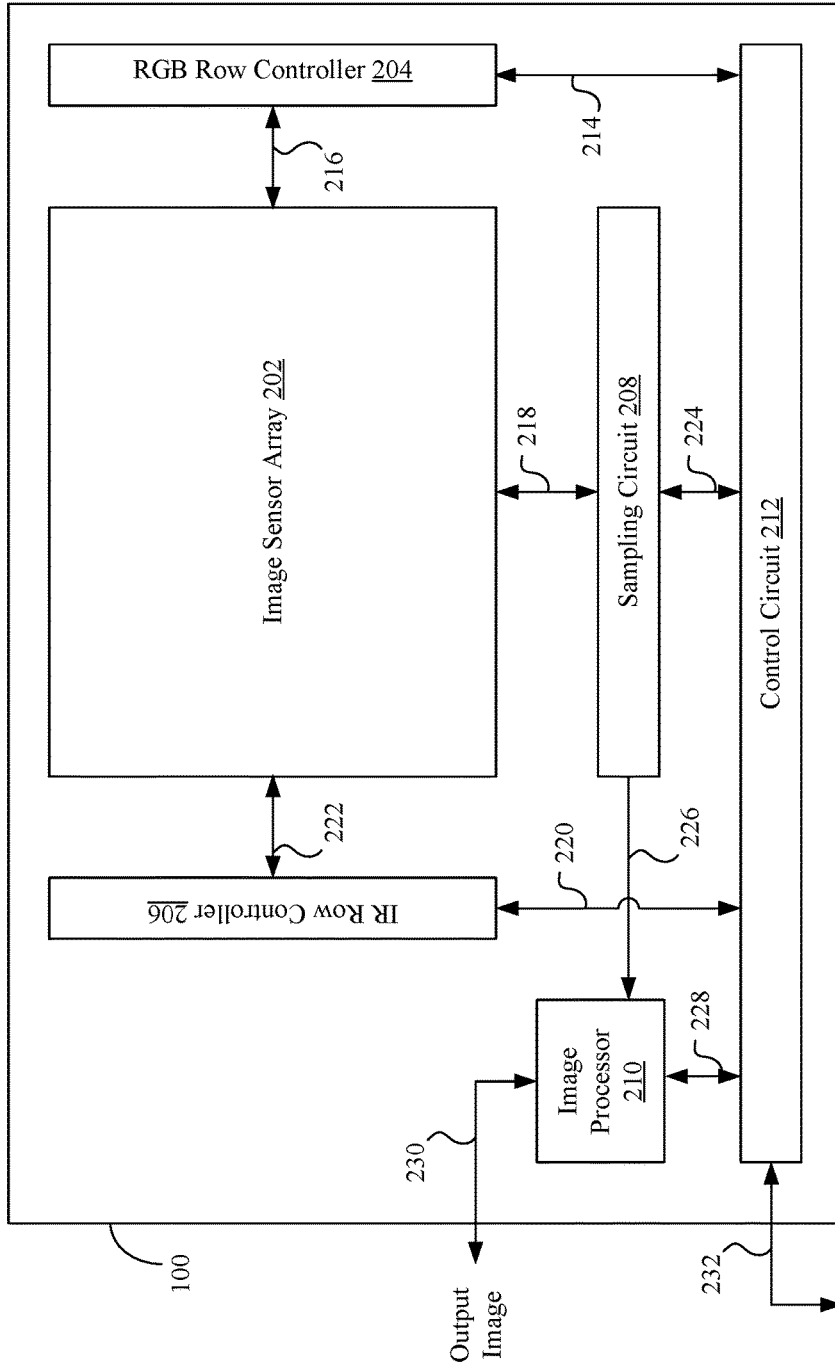 RGB Row Controller 204
216
214
Image Sensor Array 202
218
Sampling Circuit 208
224
Control Circuit 212
222
IR Row Controller 206
220
226
Image
Processor
210
228
230
Output
Image
100
232